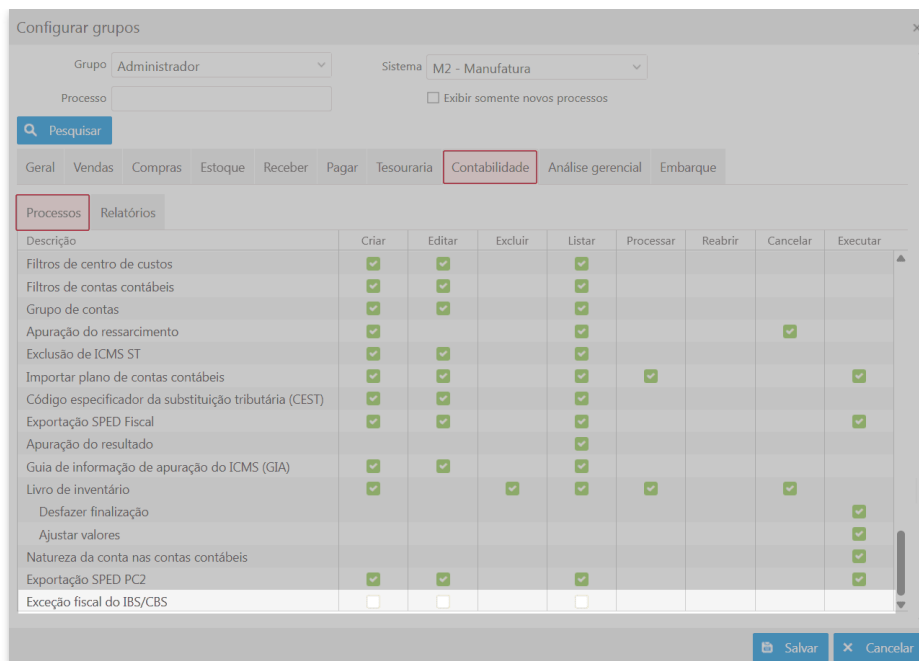 Configurar grupos
Grupo Administrador Sistema M2 - Manufatura
Processo Exibir somente novos processos
Pesquisar
Geral Vendas Compras Estoque Receber Pagar Tesouraria Contabilidade Análise gerencial Embarque
Processos Relatórios
Descrição Criar Editar Excluir Listar Processar Reabrir Cancelar Executar
Filtros de centro de custos
Filtros de contas contábeis
Grupo de contas
Apuração do ressarcimento
Exclusão de ICMS ST
Importar plano de contas contábeis
Código especificador da substituição tributária (CEST)
Exportação SPED Fiscal
Apuração do resultado
Guia de informação de apuração do ICMS (GIA)
Livro de inventário
Desfazer finalização
Ajustar valores
Natureza da conta nas contas contábeis
Exportação SPED PC2
Exceção fiscal do IBS/CBS
Salvar Cancelar